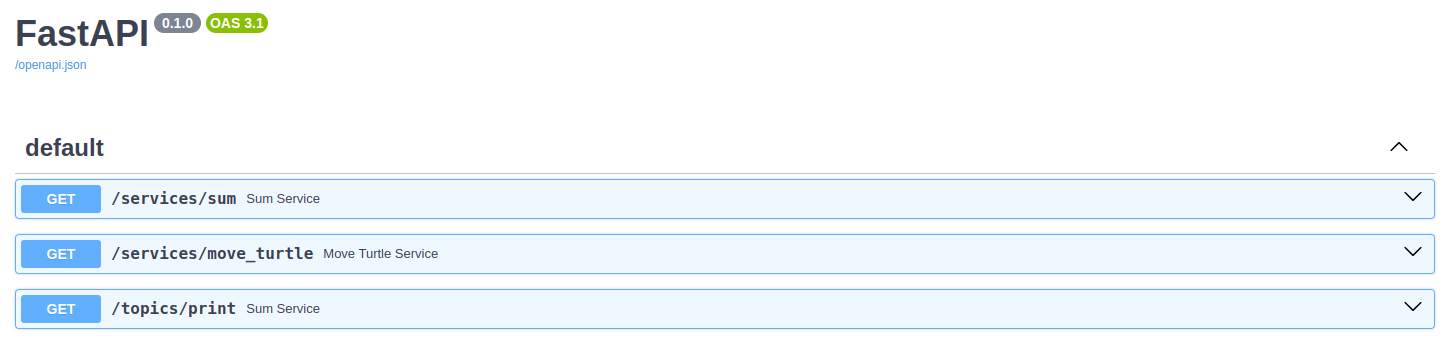 FastAPI 0.1.0 OAS 3.1
/openapi.json
default
GET /services/sum Sum Service
GET /services/move_turtle Move Turtle Service
GET /topics/print Sum Service